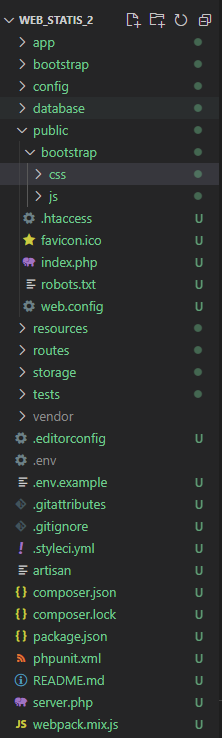 WEB_STATIS_2
app
bootstrap
config
database
public
bootstrap
css
js
.htaccess U
favicon.ico U
index.php U
robots.txt U
web.config U
resources
routes
storage
tests
vendor
.editorconfig U
.env
.env.example U
.gitattributes U
.gitignore U
.styleci.yml U
artisan U
{} composer.json U
{} composer.lock U
{} package.json U
phpunit.xml U
README.md U
server.php U
JS webpack.mix.js U